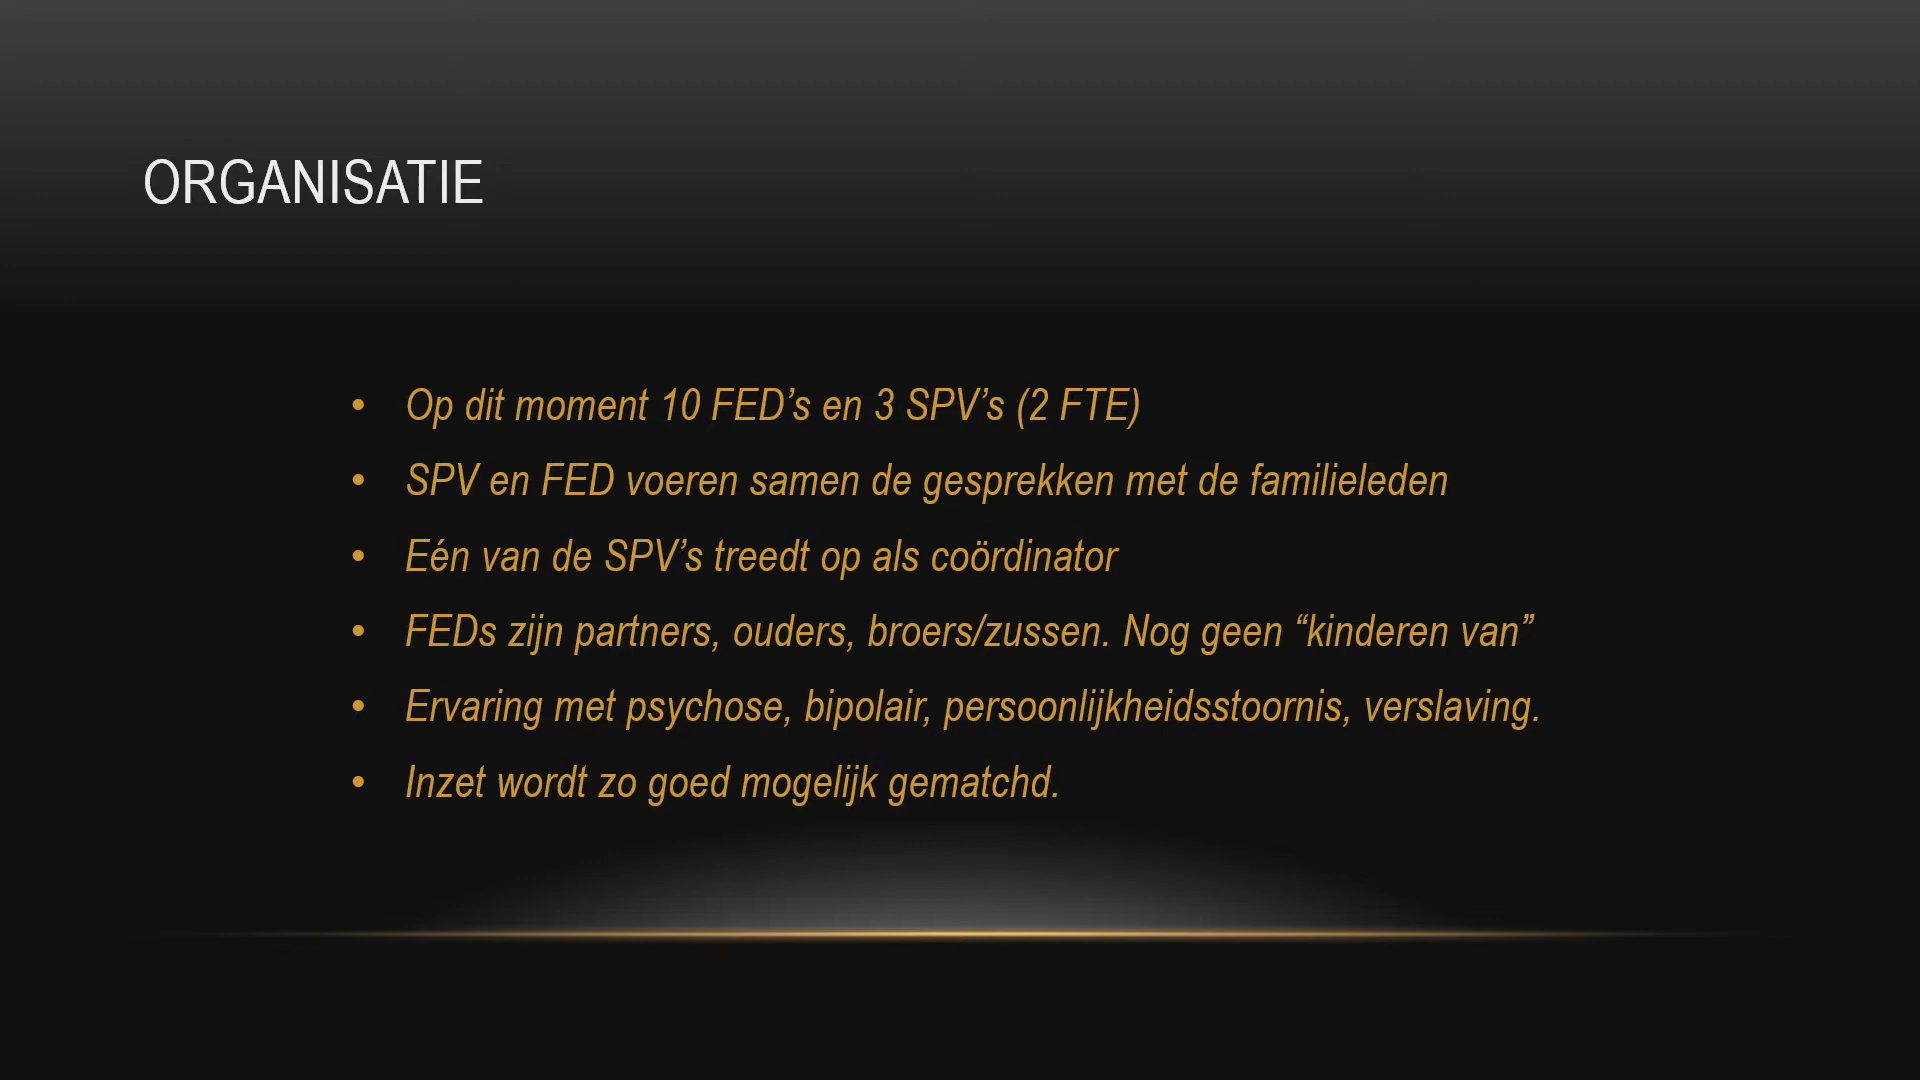 ORGANISATIE
• Op dit moment 10 FED’s en 3 SPV’s (2 FTE)
• SPV en FED voeren samen de gesprekken met de familieleden
• Eén van de SPV’s treedt op als coördinator
• FEDs zijn partners, ouders, broers/zussen. Nog geen “kinderen van”
• Ervaring met psychose, bipolair, persoonlijkheidsstoornis, verslaving.
• Inzet wordt zo goed mogelijk gematchd.